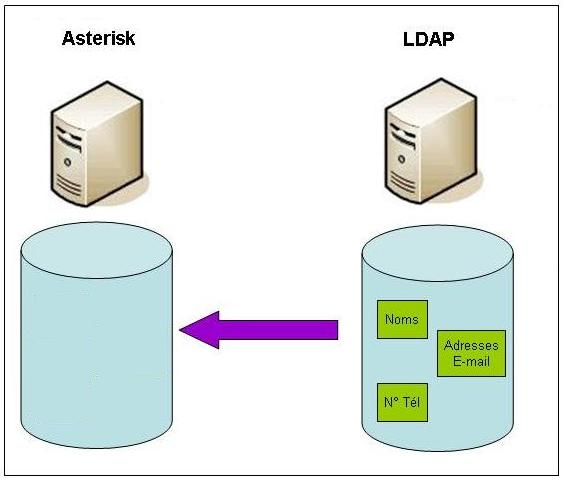 Asterisk
LDAP
Noms
Adresses
E-mail
N° Tél